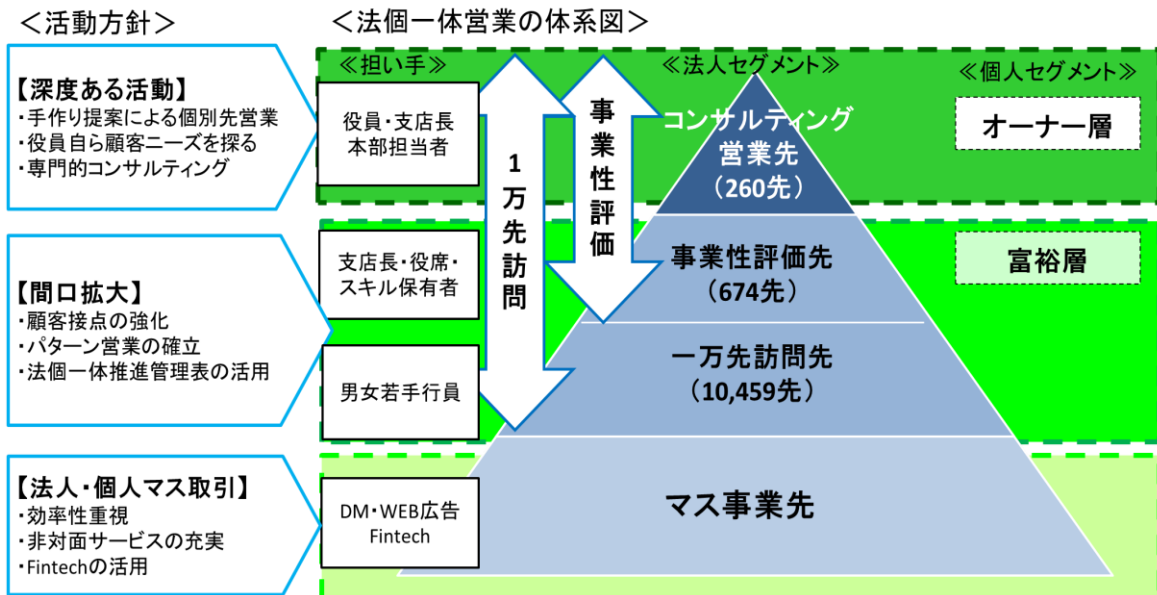 ＜活動方針＞
＜法個一体営業の体系図＞
【深度ある活動】
・手作り提案による個別先営業
・役員自ら顧客ニーズを探る
・専門的コンサルティング
【間口拡大】
・顧客接点の強化
・パターン営業の確立
・法個一体推進管理表の活用
【法人・個人マス取引】
・効率性重視
・非対面サービスの充実
・Fintechの活用
≪担い手≫
役員・支店長
本部担当者
支店長・役席・
スキル保有者
男女若手行員
DM・WEB広告
Fintech
1万先訪問
事業性評価
≪法人セグメント≫
コンサルティング
営業先
（260先）
事業性評価先
（674先）
一万先訪問先
（10,459先）
マス事業先
≪個人セグメント≫
オーナー層
富裕層